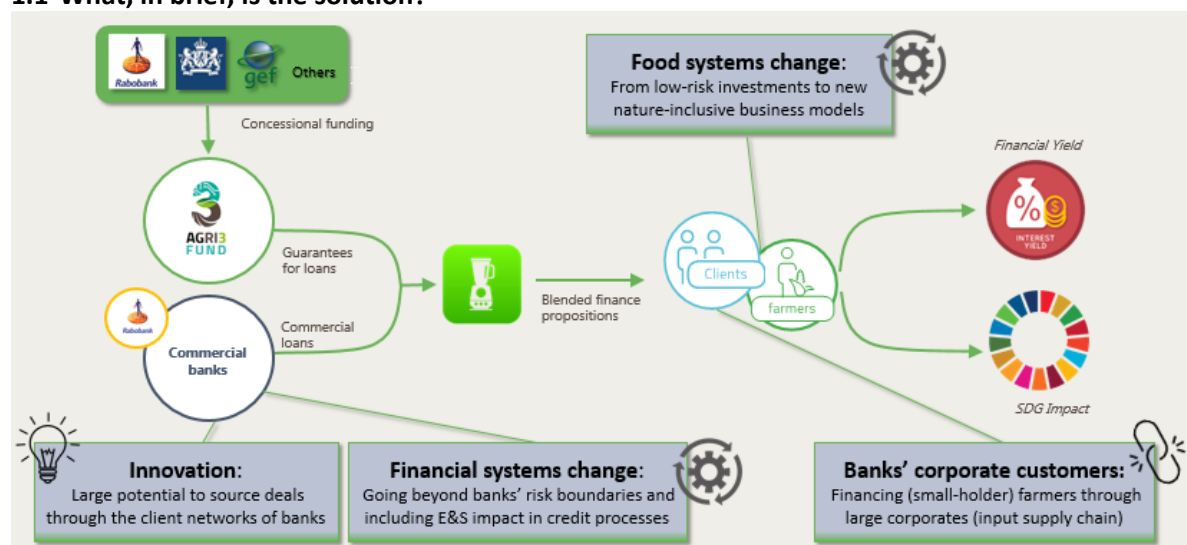 1.1 What, in brief, is the solution?
Rabobank
gef
Others
Concessional funding
AGRI3
FUND
Guarantees
for loans
Rabobank
Commercial
banks
Commercial
loans
Blended finance
propositions
Food systems change:
From low-risk investments to new
nature-inclusive business models
Clients
farmers
Financial Yield
%
$
INTEREST
YIELD
SDG Impact
Innovation:
Large potential to source deals
through the client networks of banks
Financial systems change:
Going beyond banks’ risk boundaries and
including E&S impact in credit processes
Banks’ corporate customers:
Financing (small-holder) farmers through
large corporates (input supply chain)